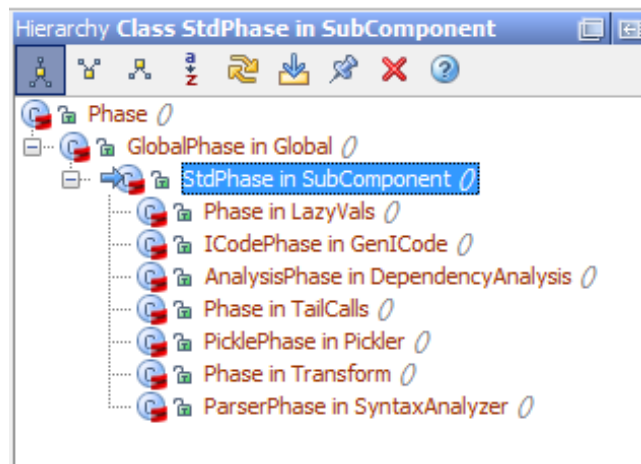 Hierarchy Class StdPhase in SubComponent
Phase ()
GlobalPhase in Global ()
StdPhase in SubComponent ()
Phase in LazyVals ()
ICodePhase in GenICode ()
AnalysisPhase in DependencyAnalysis ()
Phase in TailCalls ()
PicklePhase in Pickler ()
Phase in Transform ()
ParserPhase in SyntaxAnalyzer ()